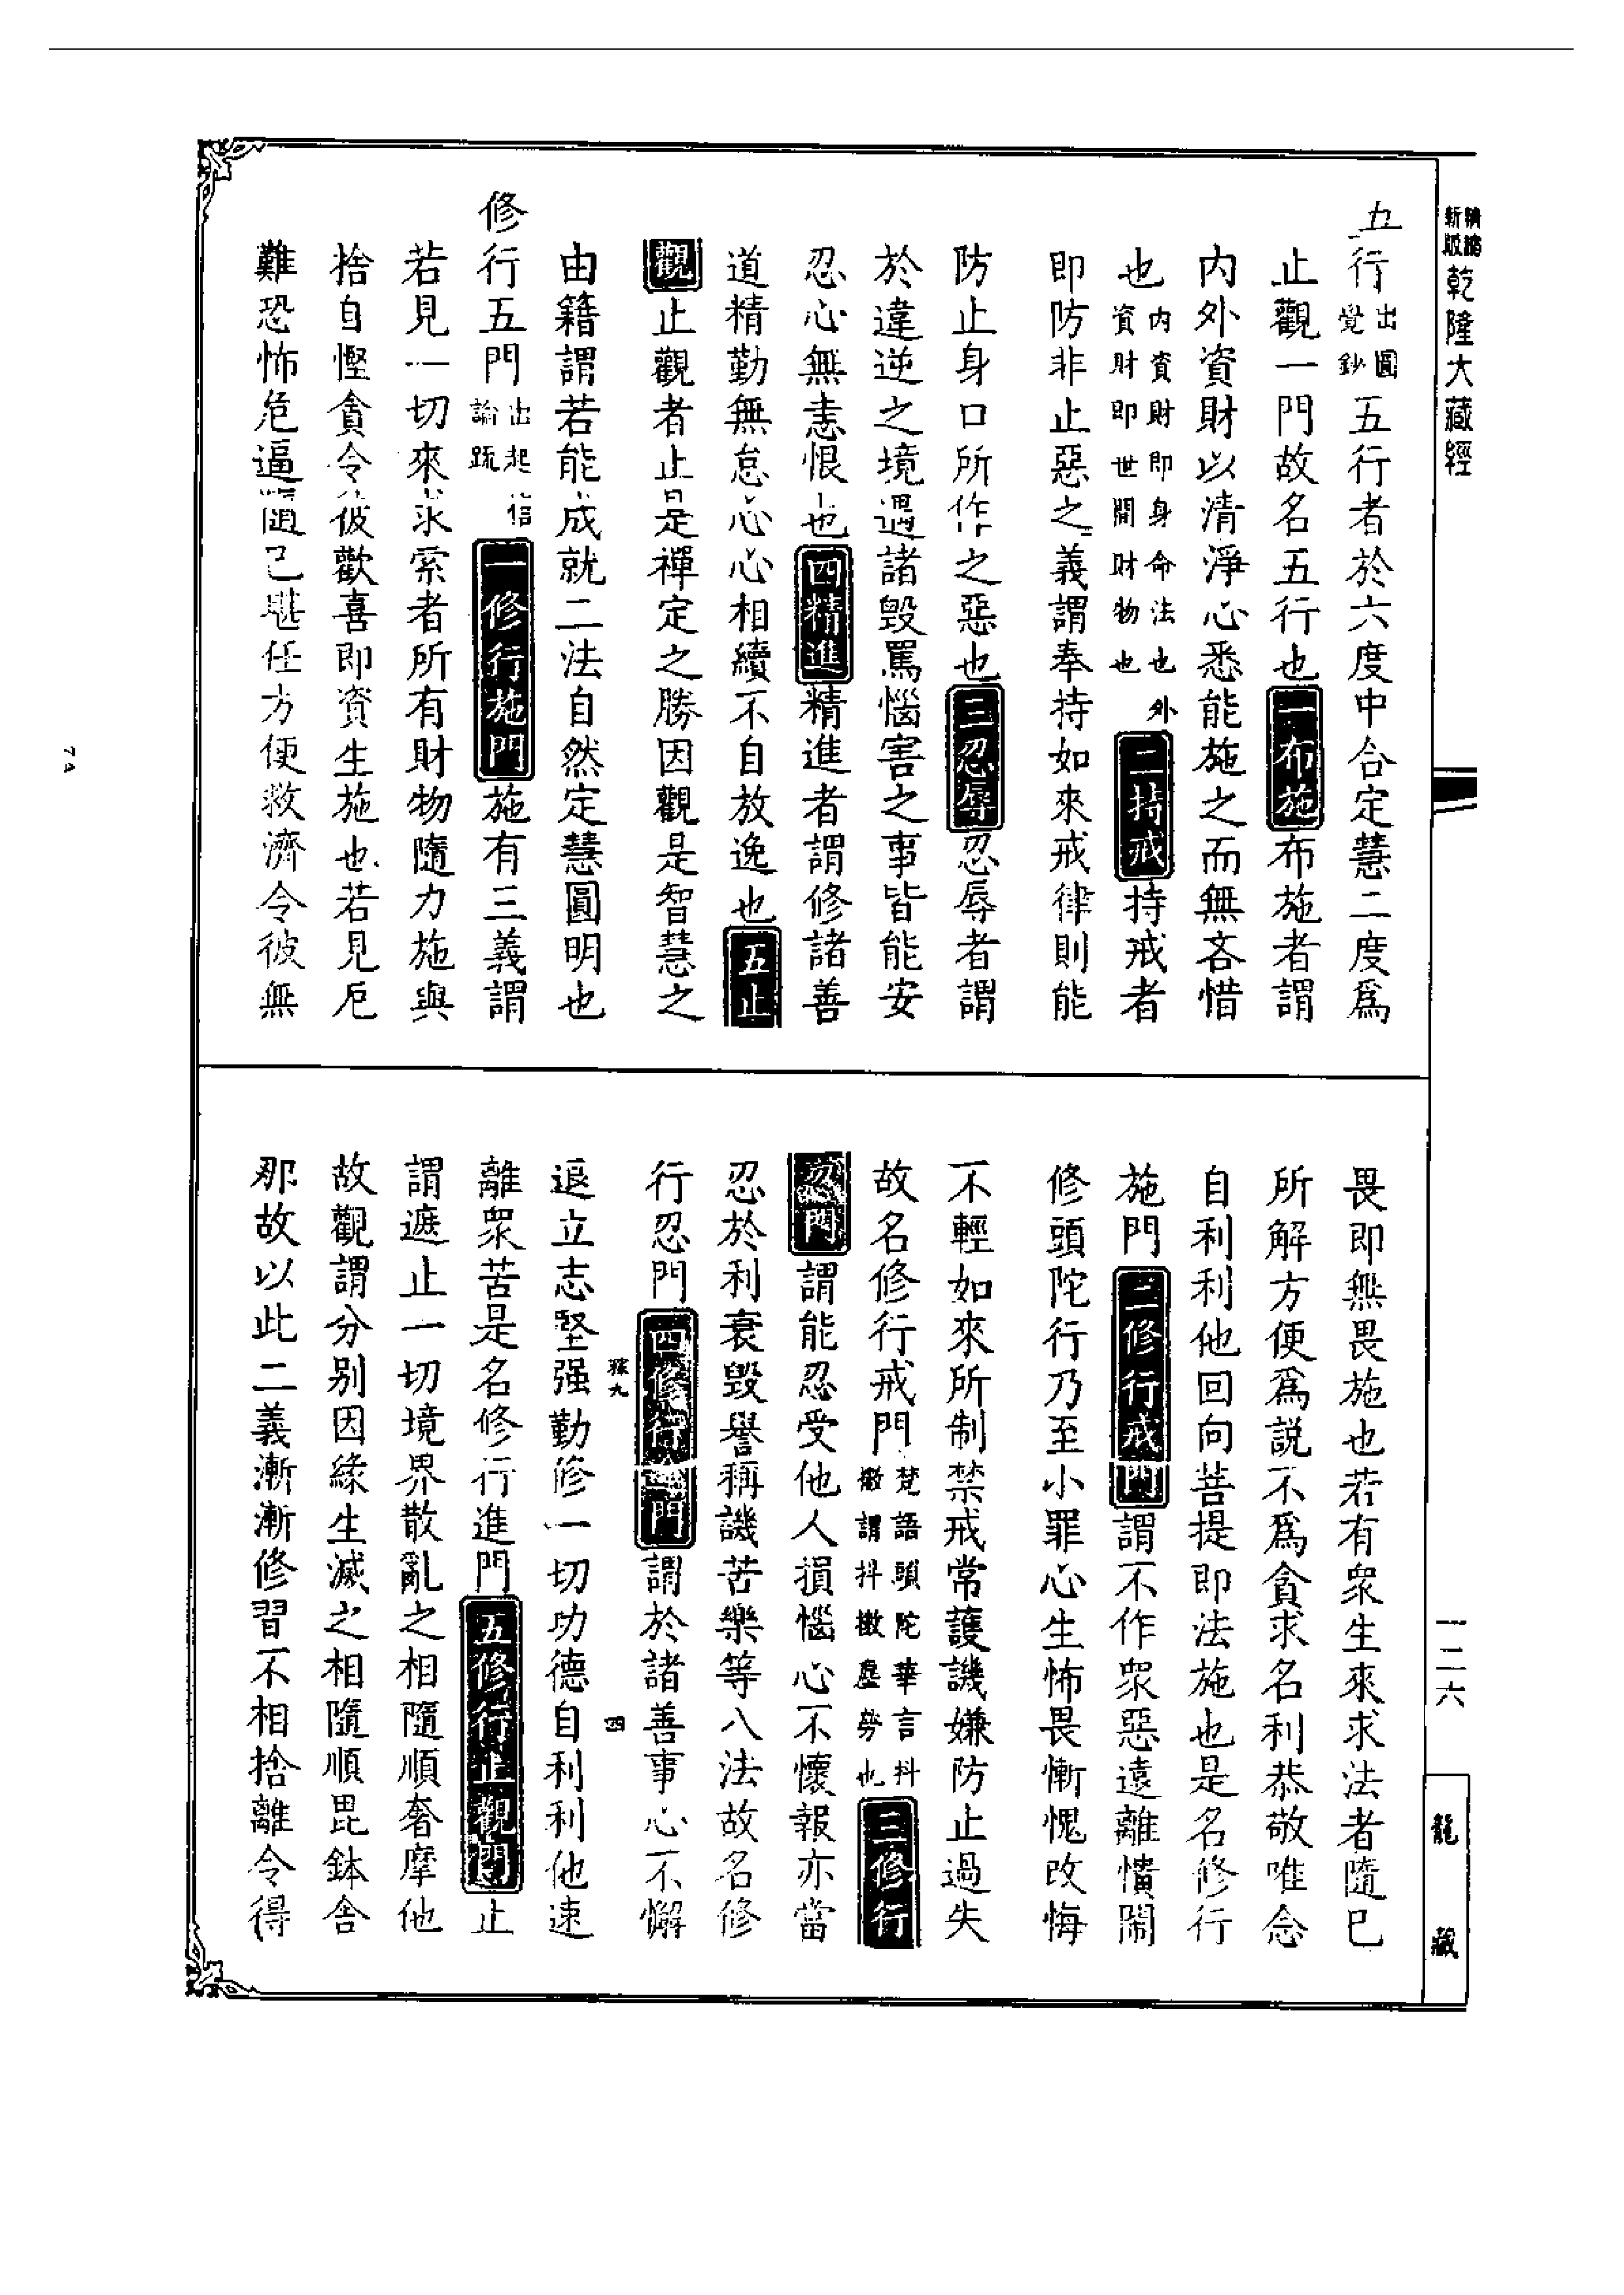 精縮新版乾隆大藏經
五行出圓覺鈔五行者於六度中合定慧二度爲
止觀一門故名五行也一布施布施者謂
内外資財以清淨心悉能施之而無吝惜
也内資財即身命法也外資財即世間財物也二持戒持戒者
即防非止惡之義謂奉持如來戒律則能
防止身口所作之惡也三忍辱忍辱者謂
於違逆之境遇諸毀罵惱害之事皆能安
忍心無恚恨也四精進精進者謂修諸善
道精勤無怠心心相續不自放逸也五止
觀止觀者止是禪定之勝因觀是智慧之
由籍謂若能成就二法自然定慧圓明也
修行五門出起信論疏一修行施門施有三義謂
若見一切來求索者所有財物隨力施與
捨自慳貪令彼歡喜即資生施也若見厄
難恐怖危逼隨己堪任方便救濟令彼無
畏即無畏施也若有衆生來求法者隨己
所解方便爲説不爲貪求名利恭敬唯念
自利利他回向菩提即法施也是名修行
施門二修行戒門謂不作衆惡遠離憒閙
修頭陀行乃至小罪心生怖畏慚愧改悔
不輕如來所制禁戒常護譏嫌防止過失
故名修行戒門梵語頭陀華言抖擻謂抖擻塵勞也三修行
忍門謂能忍受他人損惱心不懷報亦當
忍於利衰毀譽稱譏苦樂等八法故名修
行忍門四修行進門謂於諸善事心不懈
退立志堅强勤修一切功德自利利他速
離衆苦是名修行進門五修行止觀門止
謂遮止一切境界散亂之相隨順奢摩他
故觀謂分别因緣生滅之相隨順毘鉢舍
那故以此二義漸漸修習不相捨離令得
一二六
龍藏
四